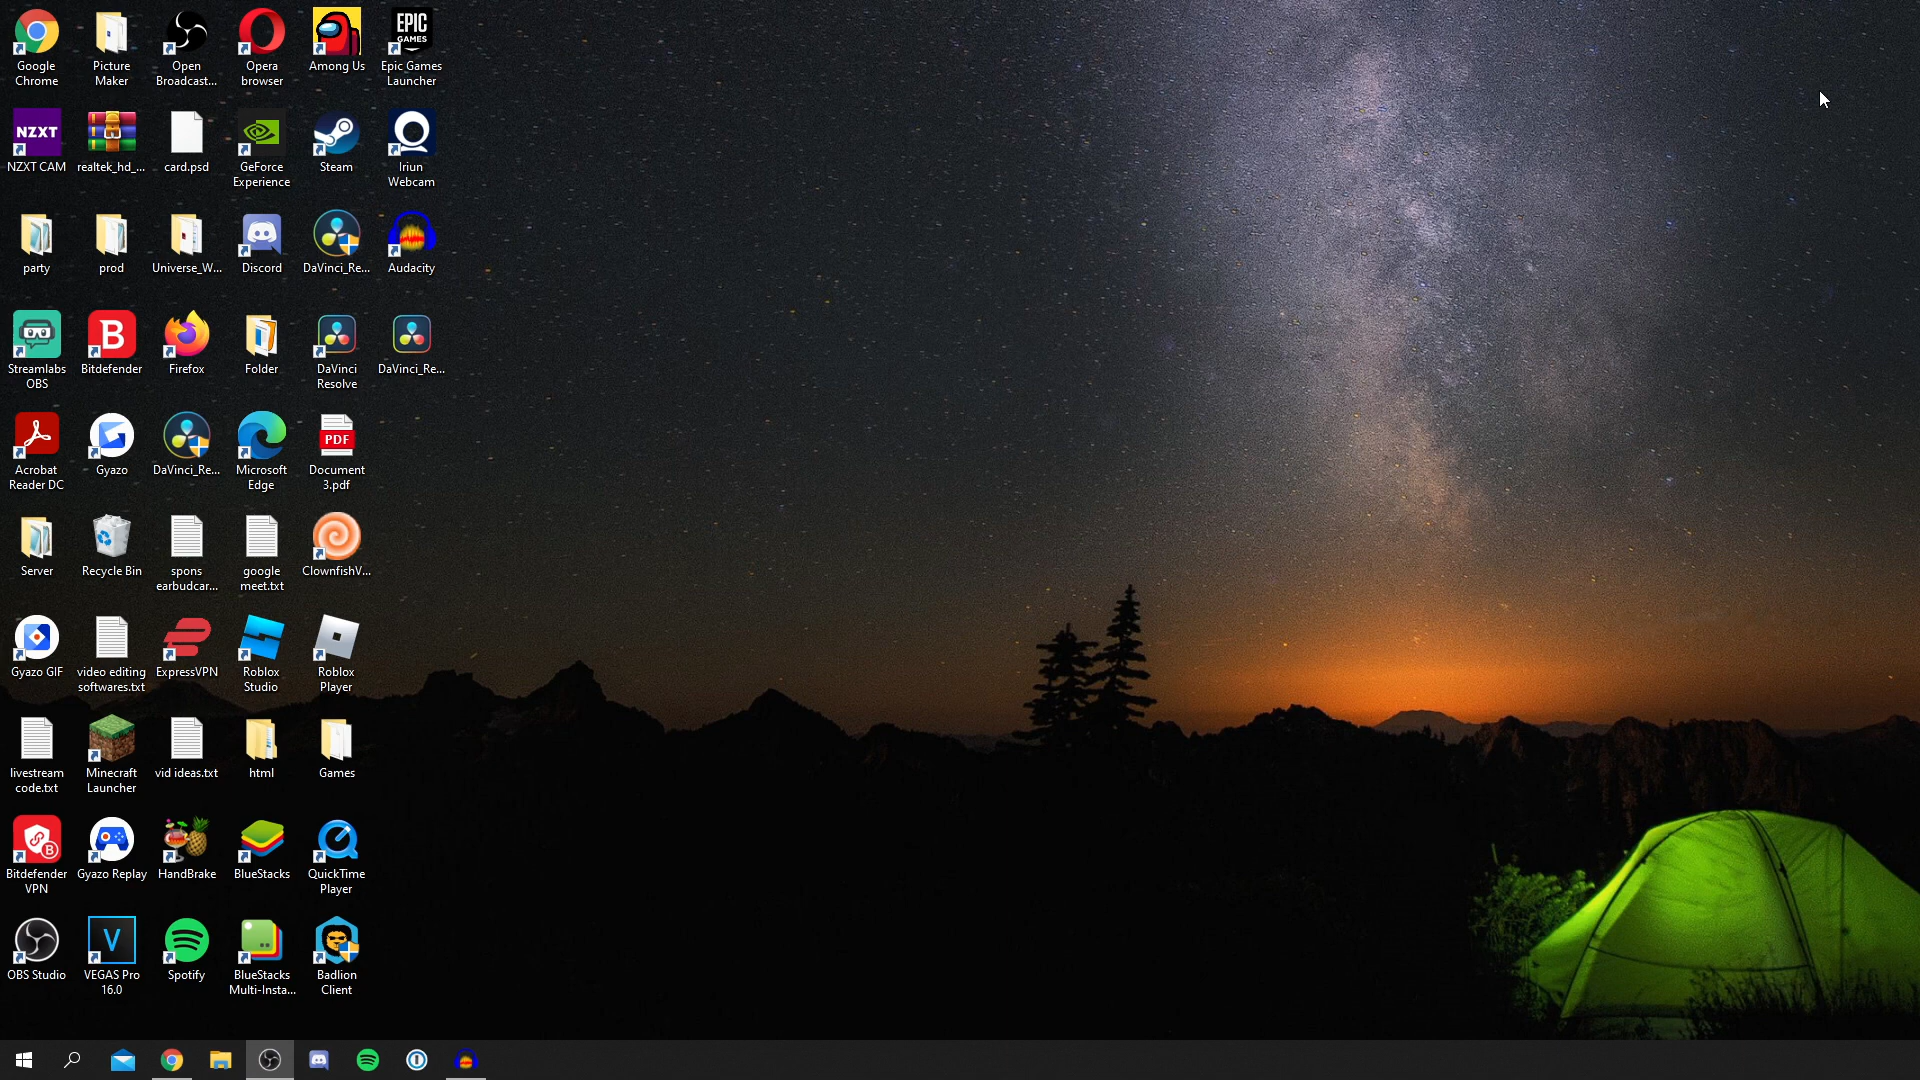 Google
Chrome
Picture
Maker
Open
Broadcast...
Opera
browser
Among Us
EPIC
GAMES
Epic Games
Launcher
NZXT
NZXT CAM
realtek_hd_...
card.psd
GeForce
Experience
Steam
Iriun
Webcam
party
prod
Universe_W...
Discord
DaVinci_Re...
Audacity
Streamlabs
OBS
B
Bitdefender
Firefox
Folder
DaVinci
Resolve
DaVinci_Re...
Acrobat
Reader DC
Gyazo
DaVinci_Re...
Microsoft
Edge
PDF
Document
3.pdf
Server
Recycle Bin
spons
earbudcar...
google
meet.txt
ClownfishV...
Gyazo GIF
video editing
softwares.txt
ExpressVPN
Roblox
Studio
Roblox
Player
livestream
code.txt
Minecraft
Launcher
vid ideas.txt
html
Games
B
Bitdefender
VPN
Gyazo Replay
HandBrake
BlueStacks
QuickTime
Player
OBS Studio
V
VEGAS Pro
16.0
Spotify
BlueStacks
Multi-Insta...
Badlion
Client